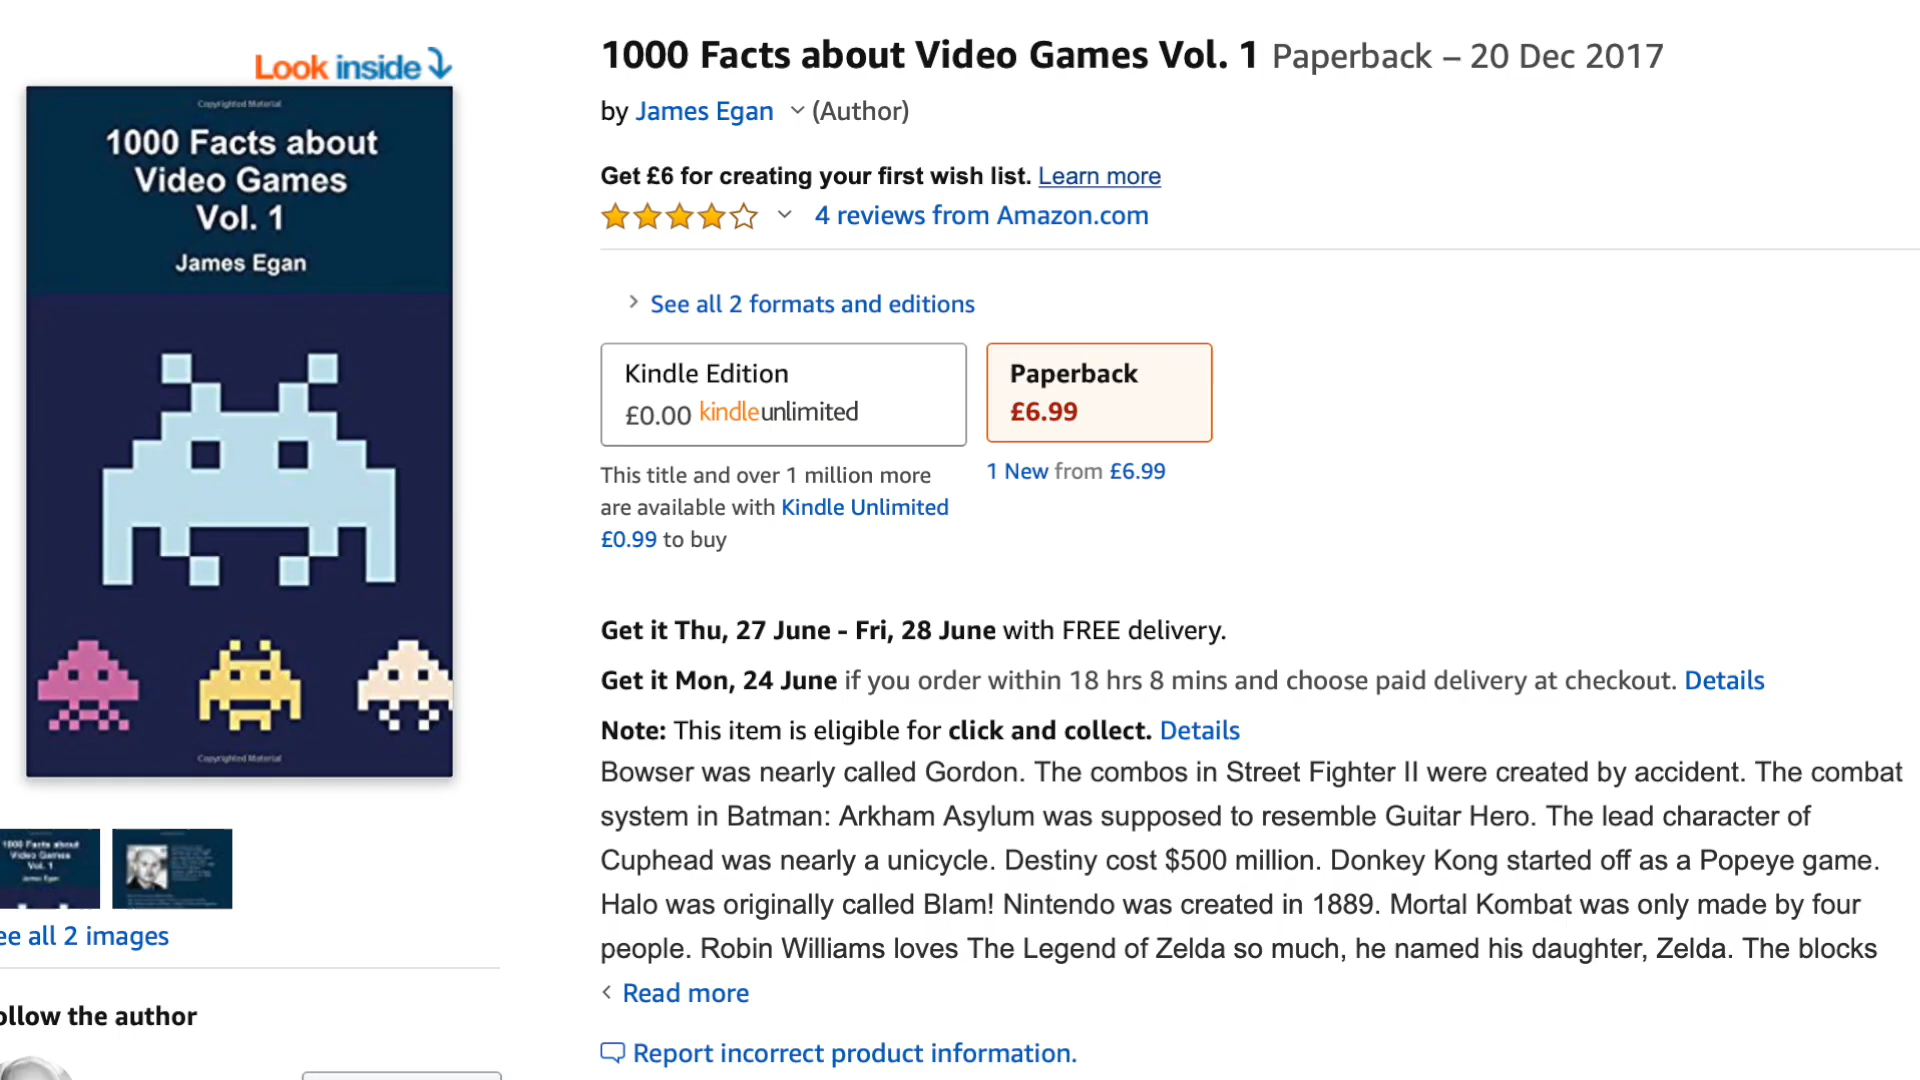 Look inside
Copyrighted Material
1000 Facts about
Video Games
Vol. 1
James Egan
Copyrighted Material
1000 Facts about
Video Games
Vol. 1
James Egan
ee all 2 images
ollow the author
1000 Facts about Video Games Vol. 1 Paperback – 20 Dec 2017
by James Egan (Author)
Get £6 for creating your first wish list. Learn more
4 reviews from Amazon.com
See all 2 formats and editions
Kindle Edition
£0.00 kindleunlimited
This title and over 1 million more
are available with Kindle Unlimited
£0.99 to buy
Paperback
£6.99
1 New from £6.99
Get it Thu, 27 June - Fri, 28 June with FREE delivery.
Get it Mon, 24 June if you order within 18 hrs 8 mins and choose paid delivery at checkout. Details
Note: This item is eligible for click and collect. Details
Bowser was nearly called Gordon. The combos in Street Fighter II were created by accident. The combat
system in Batman: Arkham Asylum was supposed to resemble Guitar Hero. The lead character of
Cuphead was nearly a unicycle. Destiny cost $500 million. Donkey Kong started off as a Popeye game.
Halo was originally called Blam! Nintendo was created in 1889. Mortal Kombat was only made by four
people. Robin Williams loves The Legend of Zelda so much, he named his daughter, Zelda. The blocks
Read more
Report incorrect product information.